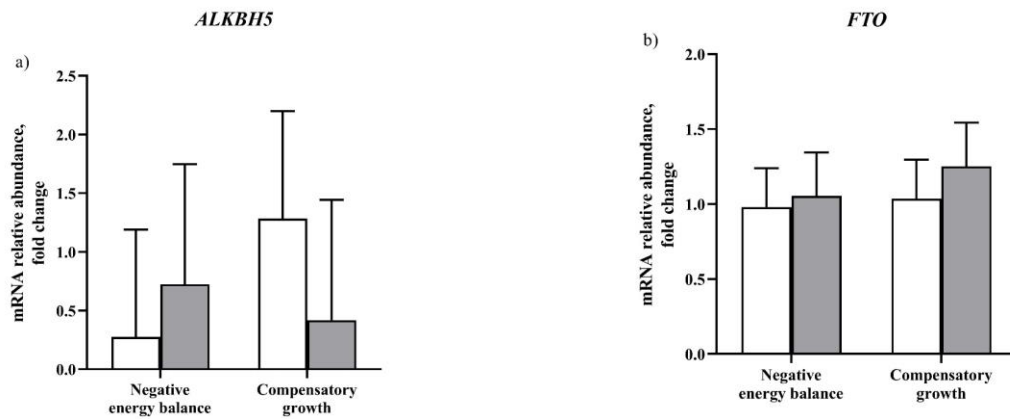 ALKBH5
a)
mRNA relative abundance,
fold change
2.5
2.0
1.5
1.0
0.5
0.0
Negative
energy balance
Compensatory
growth
FTO
b)
mRNA relative abundance,
fold change
2.0
1.5
1.0
0.5
0.0
Negative
energy balance
Compensatory
growth